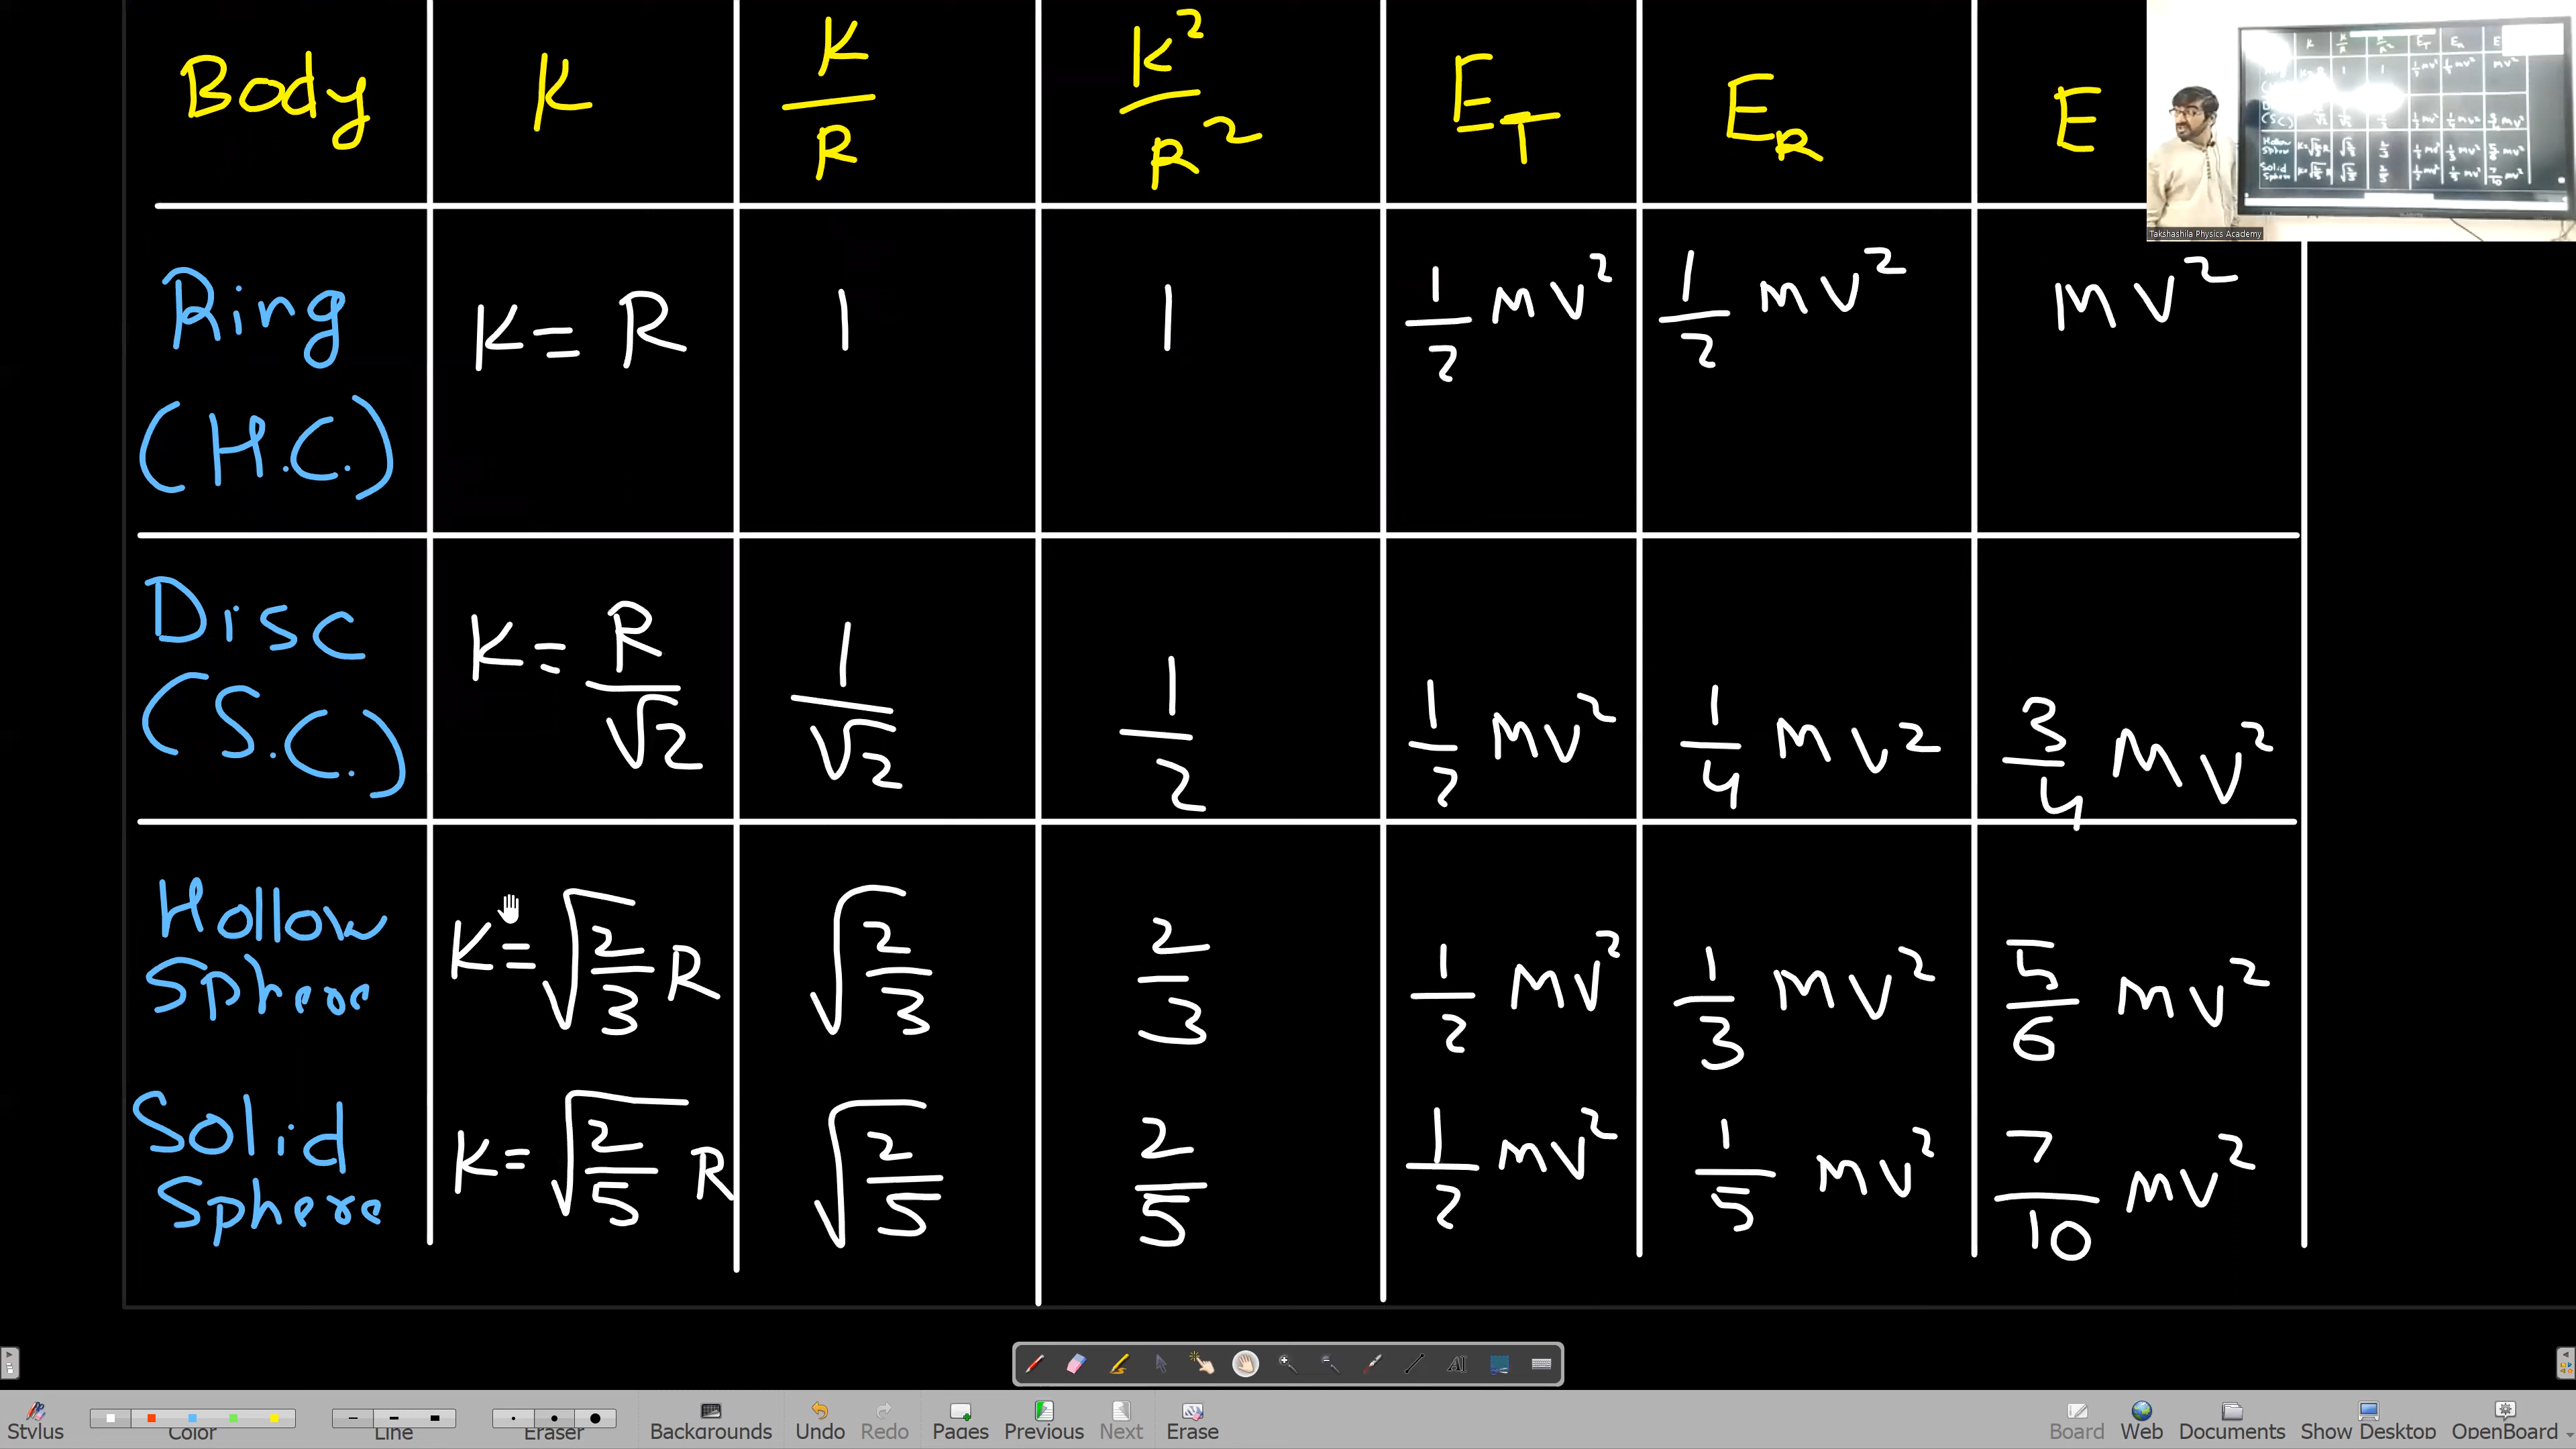 Body K K/R K²/R² E_T E_R E
Ring (H.C.) K = R 1 1 1/2 mv² 1/2 mv² mv²
Disc (S.C.) K = R/√2 1/√2 1/2 1/2 mv² 1/4 mv² 3/4 mv²
Hollow Sphere K = √(2/3) R √(2/3) 2/3 1/2 mv² 1/3 mv² 5/6 mv²
Solid Sphere K = √(2/5) R √(2/5) 2/5 1/2 mv² 1/5 mv² 7/10 mv²
Takshashila Physics Academy
Stylus Color Line Eraser Backgrounds Undo Redo Pages Previous Next Erase Board Web Documents Show Desktop OpenBoard